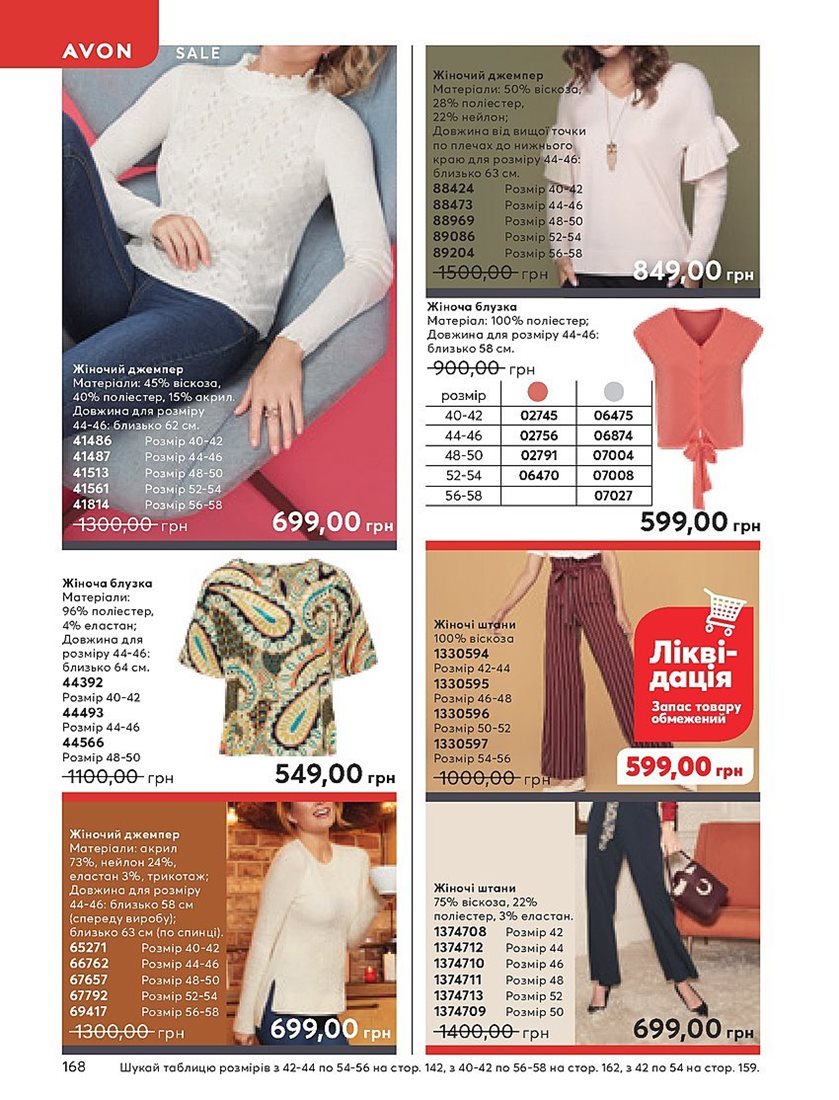 AVON SALE
Жіночий джемпер
Матеріали: 45% віскоза,
40% поліестер, 15% акрил.
Довжина для розміру
44-46: близько 62 см.
41486 Розмір 40-42
41487 Розмір 44-46
41513 Розмір 48-50
41561 Розмір 52-54
41814 Розмір 56-58
1300,00 грн 699,00 грн
Жіночий джемпер
Матеріали: 50% віскоза,
28% поліестер,
22% нейлон;
Довжина від вищої точки
по плечах до нижнього
краю для розміру 44-46:
близько 63 см.
88424 Розмір 40-42
88473 Розмір 44-46
88969 Розмір 48-50
89086 Розмір 52-54
89204 Розмір 56-58
1500,00 грн 849,00 грн
Жіноча блузка
Матеріал: 100% поліестер;
Довжина для розміру 44-46:
близько 58 см.
900,00 грн
розмір
40-42 02745 06475
44-46 02756 06874
48-50 02791 07004
52-54 06470 07008
56-58 07027
599,00 грн
Жіноча блузка
Матеріали:
96% поліестер,
4% еластан;
Довжина для
розміру 44-46:
близько 64 см.
44392
Розмір 40-42
44493
Розмір 44-46
44566
Розмір 48-50
1100,00 грн 549,00 грн
Жіночі штани
100% віскоза
1330594
Розмір 42-44
1330595
Розмір 46-48
1330596
Розмір 50-52
1330597
Розмір 54-56
1000,00 грн
Ліквi-
дація
Запас товару
обмежений
599,00 грн
Жіночий джемпер
Матеріали: акрил
73%, нейлон 24%,
еластан 3%, трикотаж;
Довжина для розміру
44-46: близько 58 см
(спереду виробу);
близько 63 см (по спинці).
65271 Розмір 40-42
66762 Розмір 44-46
67657 Розмір 48-50
67792 Розмір 52-54
69417 Розмір 56-58
1300,00 грн 699,00 грн
Жіночі штани
75% віскоза, 22%
поліестер, 3% еластан.
1374708 Розмір 42
1374712 Розмір 44
1374710 Розмір 46
1374711 Розмір 48
1374713 Розмір 52
1374709 Розмір 50
1400,00 грн 699,00 грн
168 Шукай таблицю розмірів з 42-44 по 54-56 на стор. 142, з 40-42 по 56-58 на стор. 162, з 42 по 54 на стор. 159.